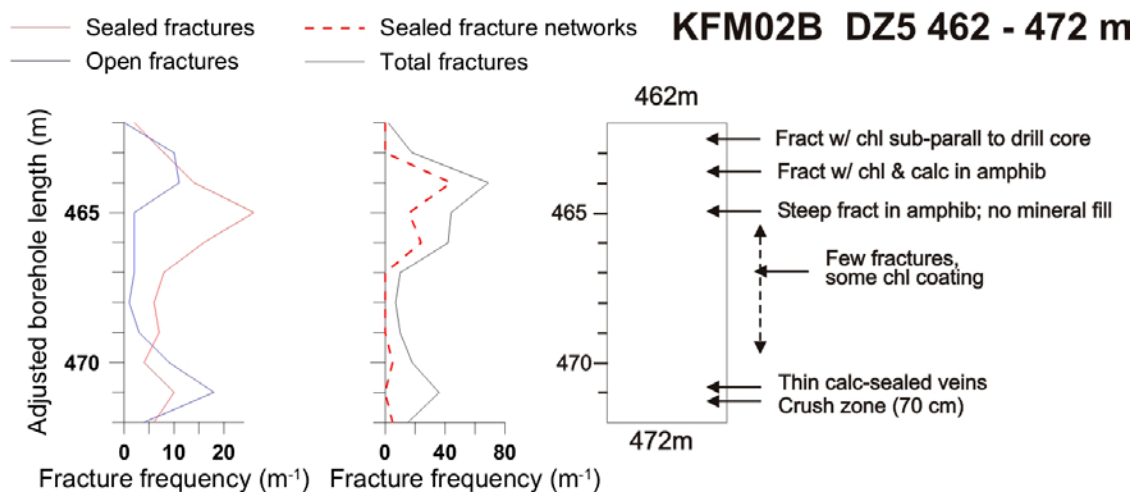 Sealed fractures
Open fractures
Sealed fracture networks
Total fractures
KFM02B DZ5 462 - 472 m
Adjusted borehole length (m)
465
470
0
10
20
Fracture frequency (m-1)
0
40
80
Fracture frequency (m-1)
462m
465
470
472m
Fract w/ chl sub-parall to drill core
Fract w/ chl & calc in amphib
Steep fract in amphib; no mineral fill
Few fractures,
some chl coating
Thin calc-sealed veins
Crush zone (70 cm)